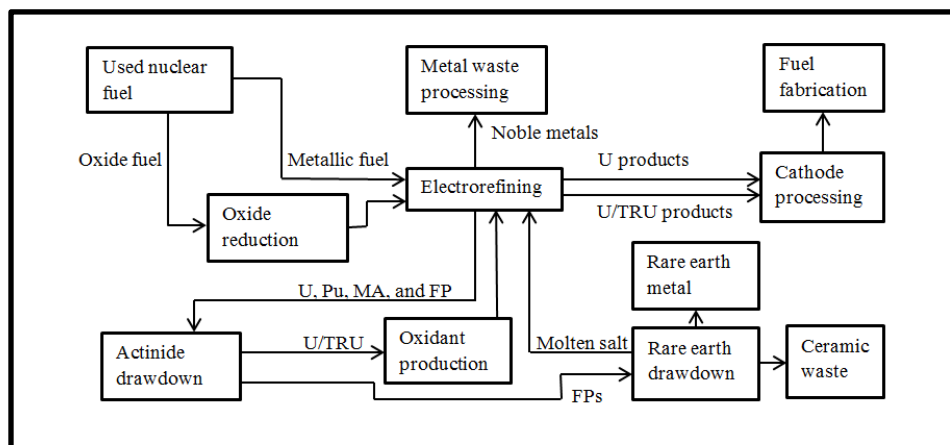 Used nuclear
fuel
Metal waste
processing
Fuel
fabrication
Noble metals
Oxide fuel
Metallic fuel
U products
Electrorefining
Cathode
processing
U/TRU products
Oxide
reduction
Rare earth
metal
U, Pu, MA, and FP
Actinide
drawdown
U/TRU
Oxidant
production
Molten salt
Rare earth
drawdown
Ceramic
waste
FPs